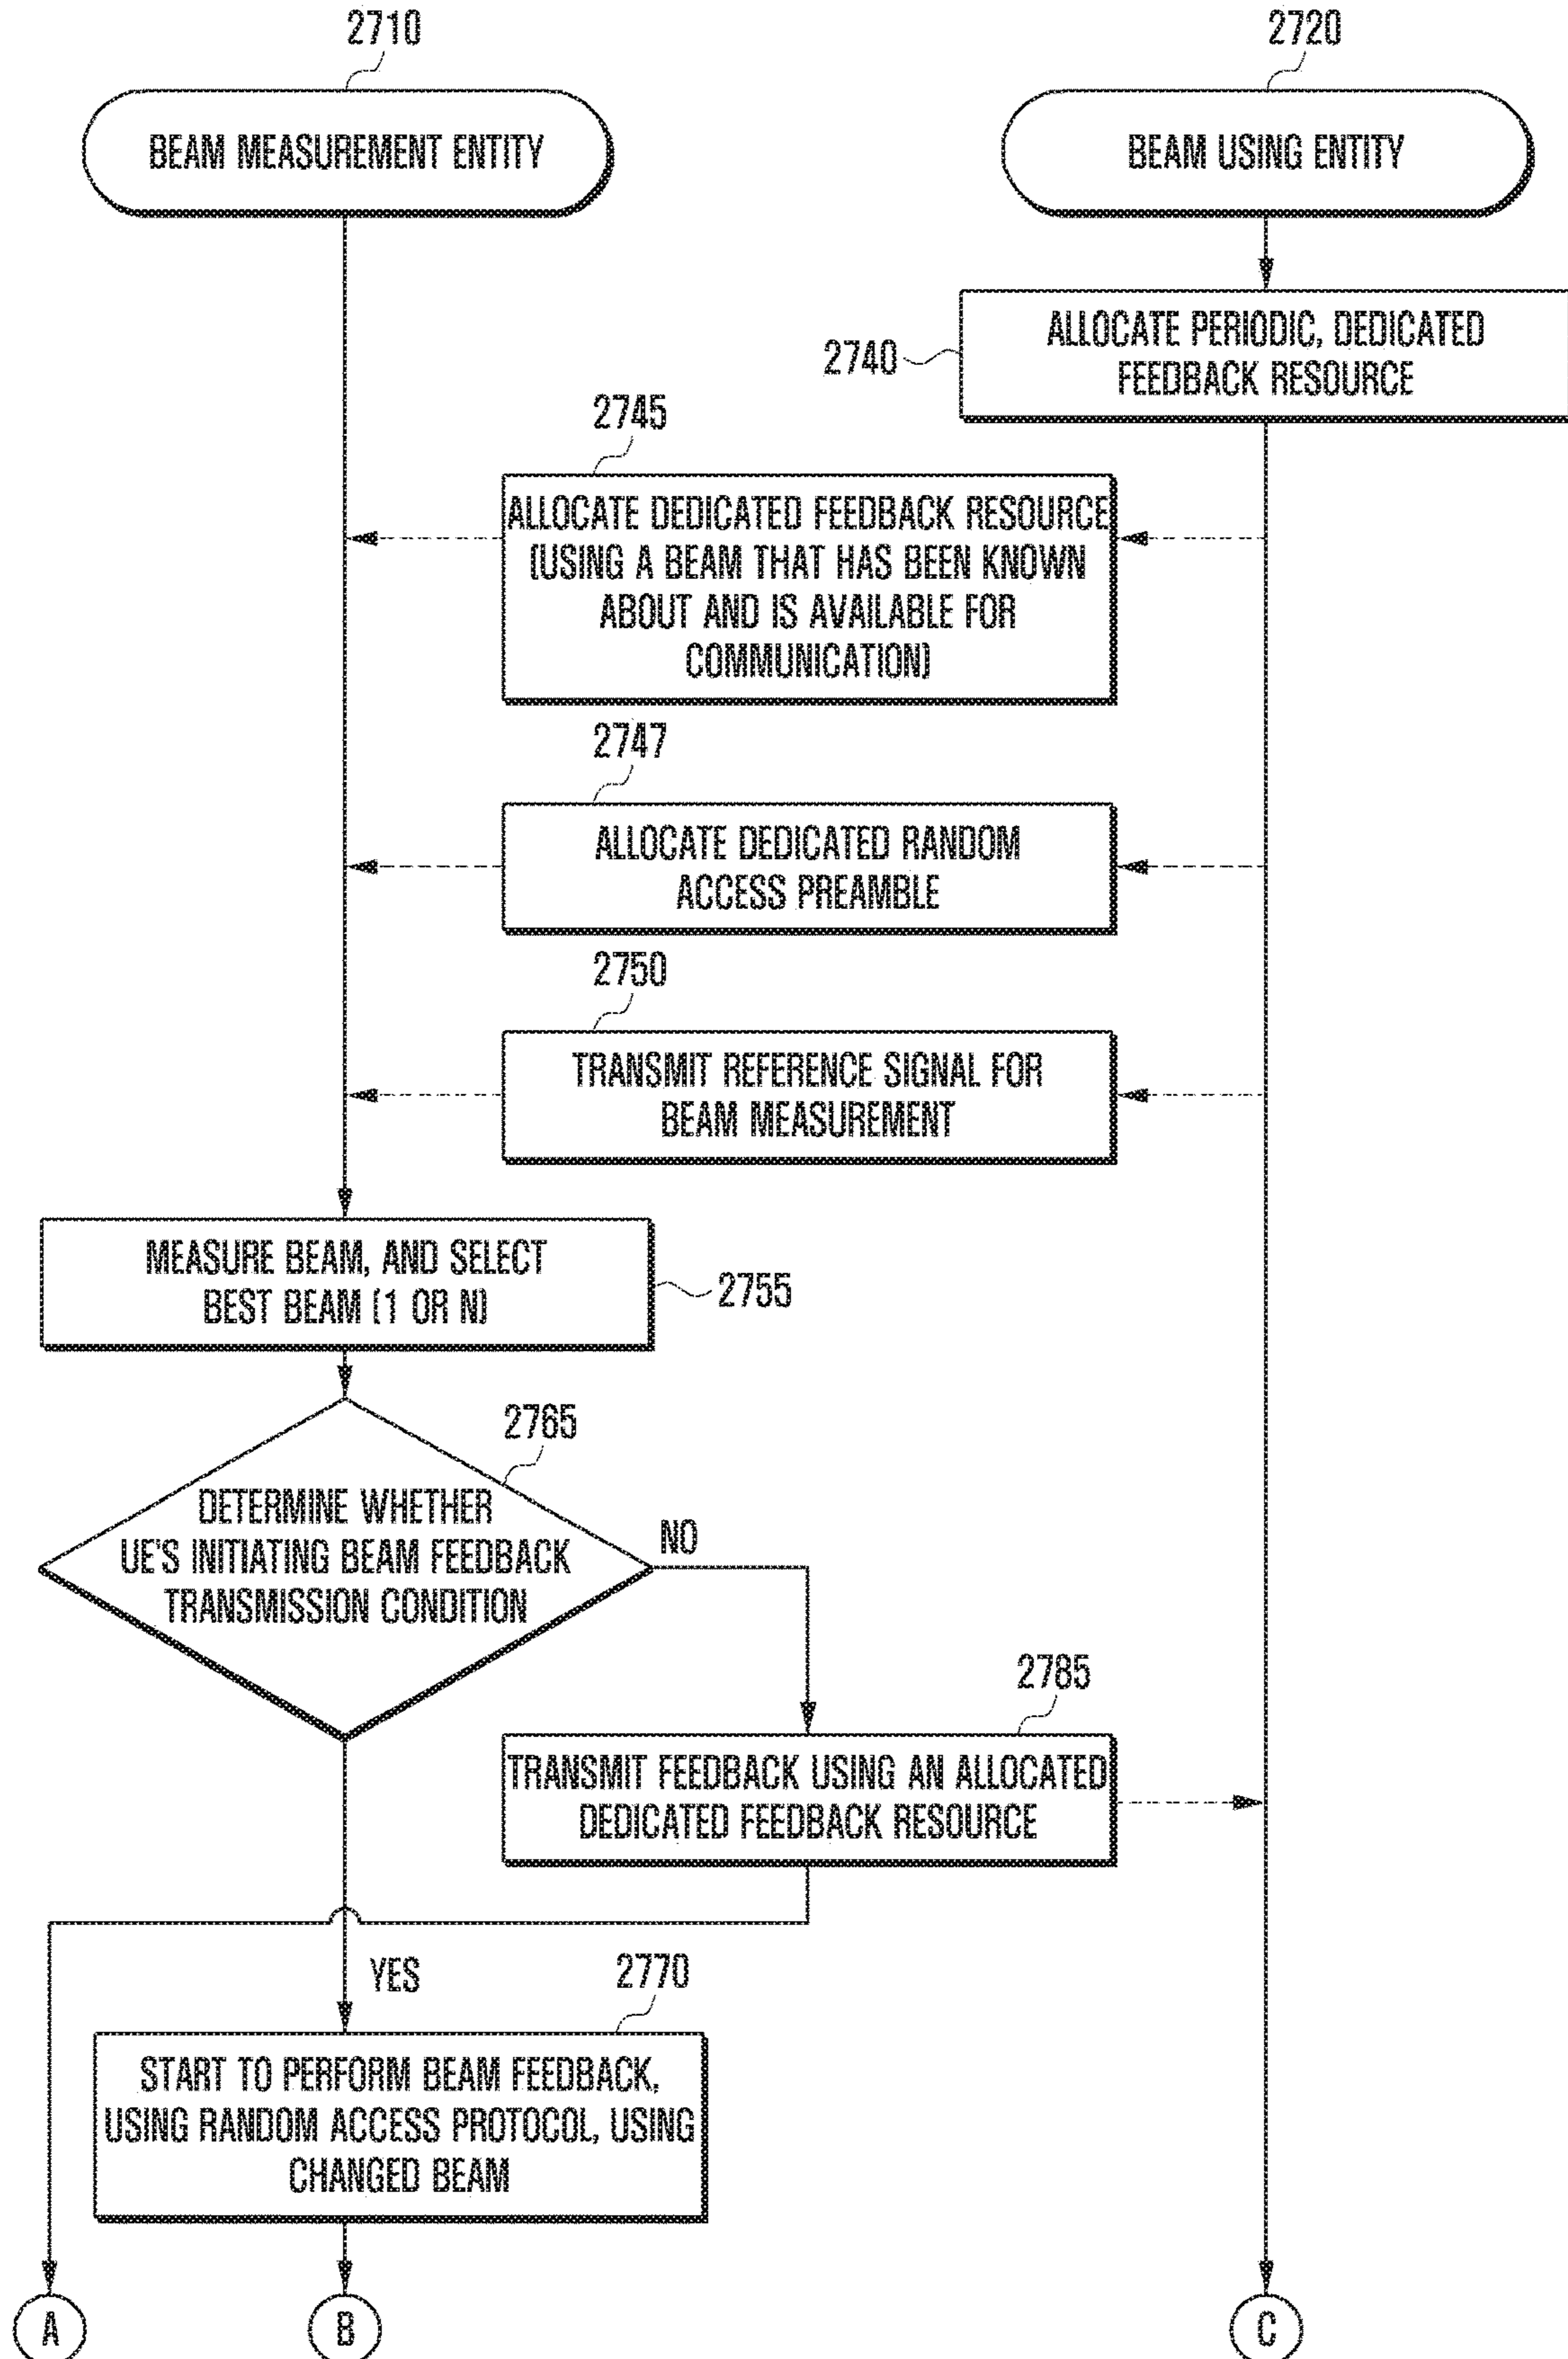 2710
2720
BEAM MEASUREMENT ENTITY
BEAM USING ENTITY
ALLOCATE PERIODIC, DEDICATED
FEEDBACK RESOURCE
2740
2745
ALLOCATE DEDICATED FEEDBACK RESOURCE
(USING A BEAM THAT HAS BEEN KNOWN
ABOUT AND IS AVAILABLE FOR
COMMUNICATION)
2747
ALLOCATE DEDICATED RANDOM
ACCESS PREAMBLE
2750
TRANSMIT REFERENCE SIGNAL FOR
BEAM MEASUREMENT
MEASURE BEAM, AND SELECT
BEST BEAM (1 OR N)
2755
2765
DETERMINE WHETHER
UE'S INITIATING BEAM FEEDBACK
TRANSMISSION CONDITION
NO
2785
TRANSMIT FEEDBACK USING AN ALLOCATED
DEDICATED FEEDBACK RESOURCE
YES
2770
START TO PERFORM BEAM FEEDBACK,
USING RANDOM ACCESS PROTOCOL, USING
CHANGED BEAM
A
B
C